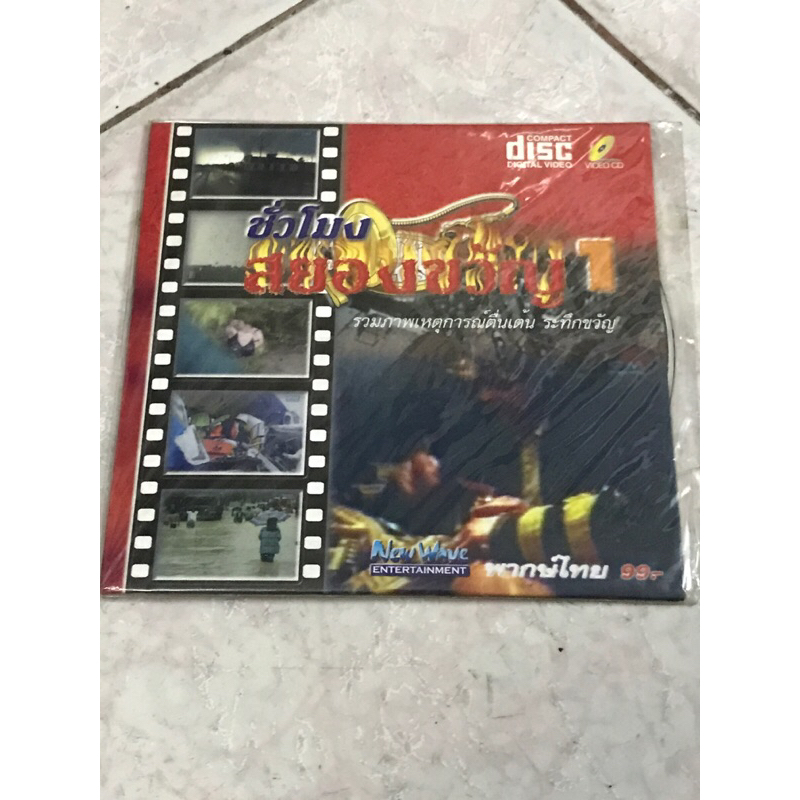 COMPACT
disc
DIGITAL VIDEO
VIDEO CD
ชั่วโมง
สยองขวัญ 1
รวมภาพเหตุการณ์ตื่นเต้น ระทึกขวัญ
New Wave
ENTERTAINMENT
พากษ์ไทย 99.-